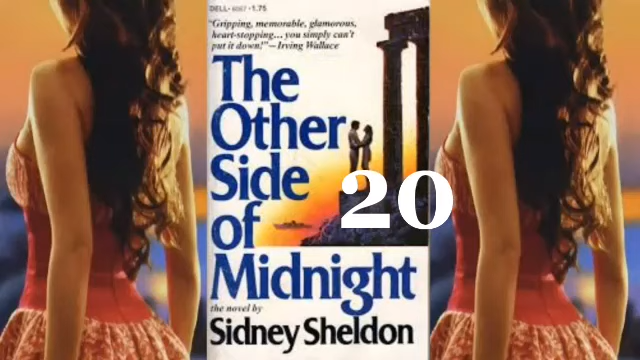 DELL • 6067 • 1.75
"Gripping, memorable, glamorous,
heart-stopping... you simply can't
put it down!"—Irving Wallace
The
Other
Side
of
Midnight
20
the novel by
Sidney Sheldon